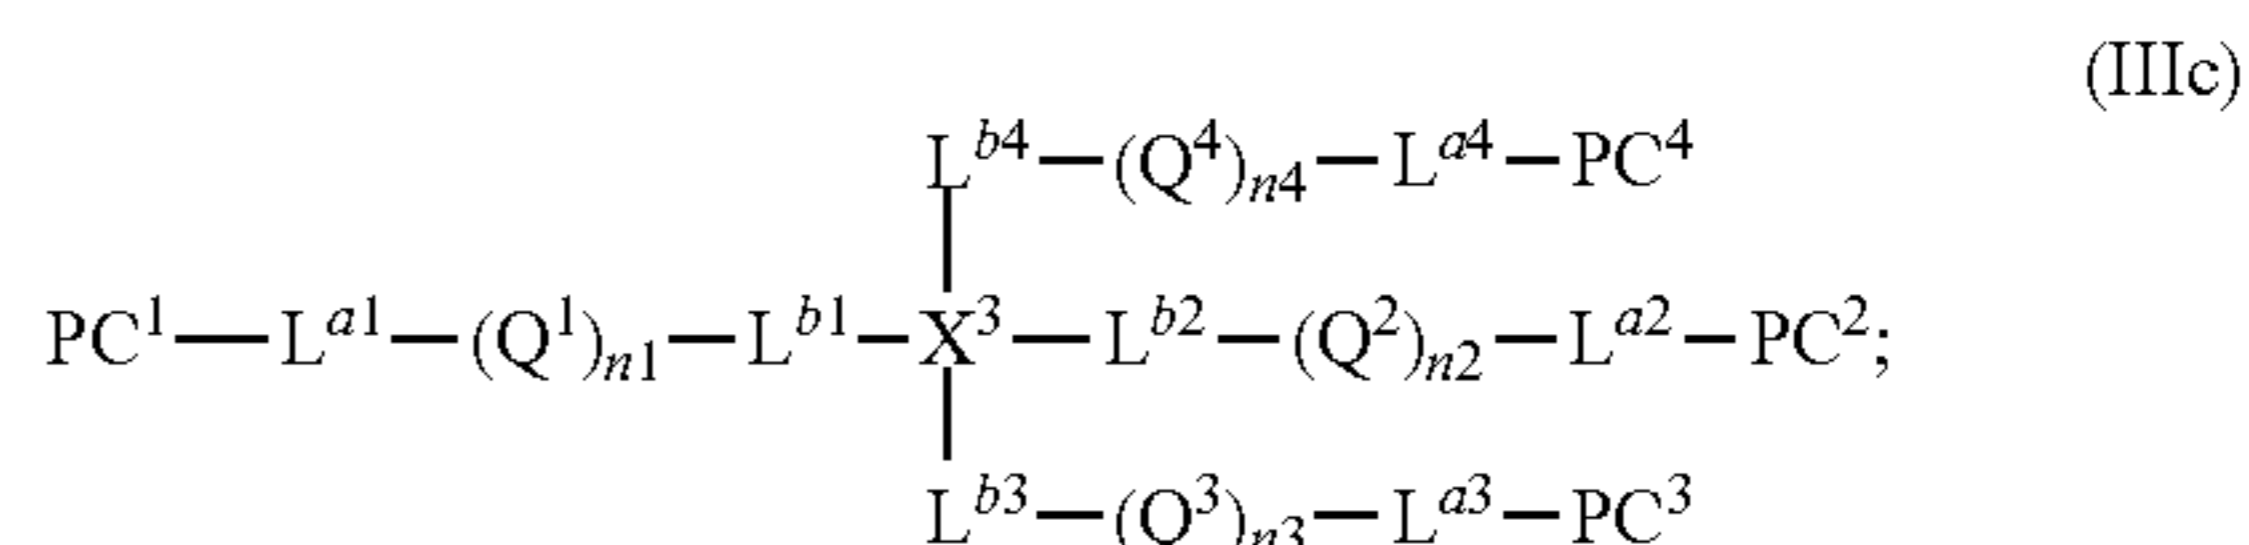 (IIIc)
L^{b4}—(Q^4)_{n4}—L^{a4}—PC^4
PC^1—L^{a1}—(Q^1)_{n1}—L^{b1}—X^3—L^{b2}—(Q^2)_{n2}—L^{a2}—PC^2;
L^{b3}—(Q^3)_{n3}—L^{a3}—PC^3